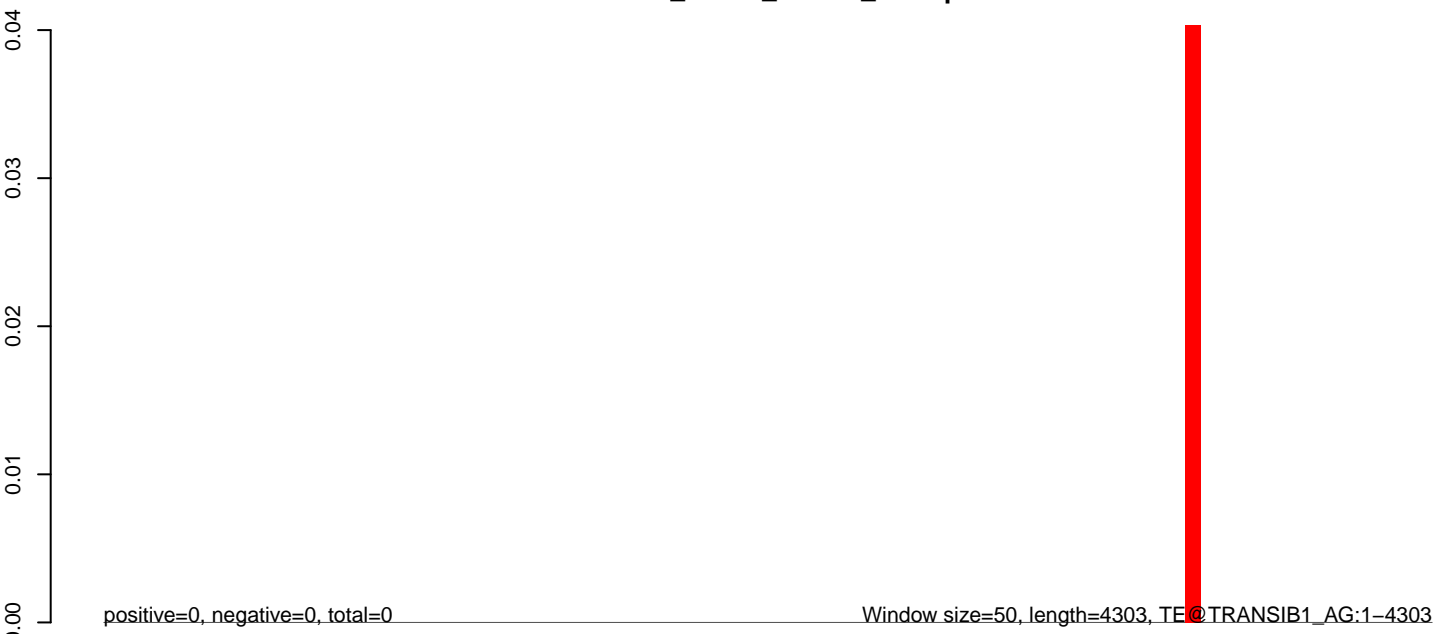 0.04
0.03
0.02
0.01
0.00
positive=0, negative=0, total=0
Window size=50, length=4303, TE@TRANSIB1_AG:1−4303